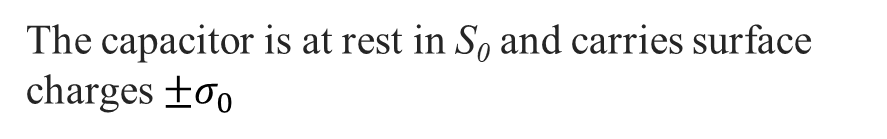 The capacitor is at rest in S₀ and carries surface
charges ±σ₀